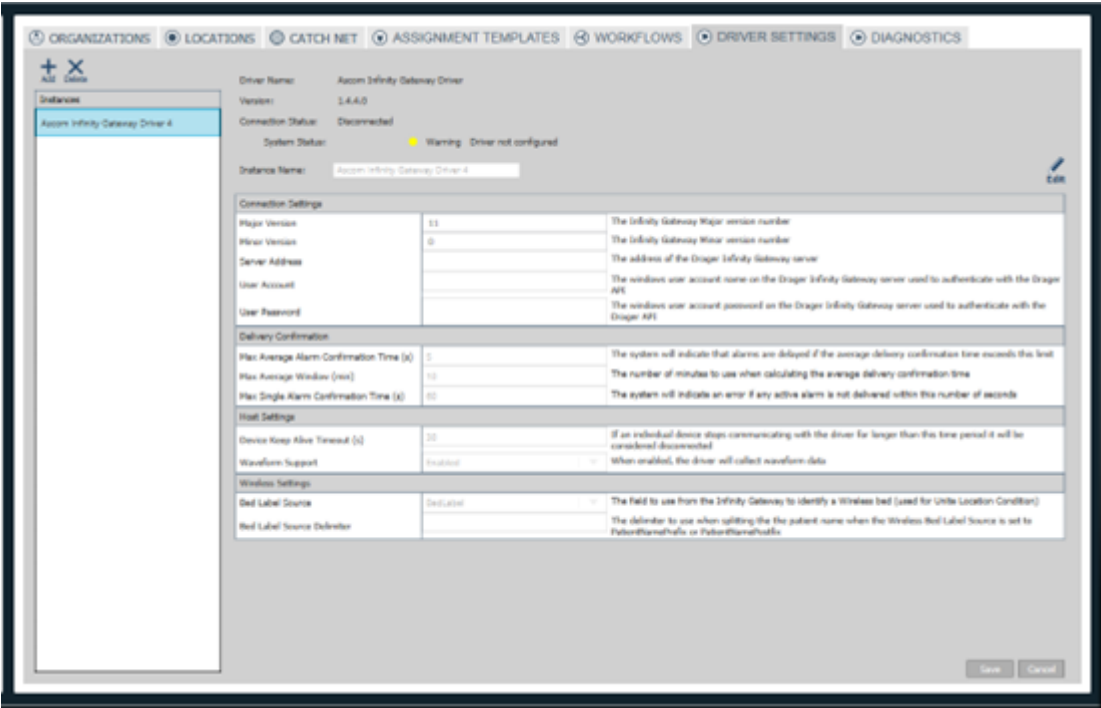 ORGANIZATIONS LOCATIONS CATCH NET ASSIGNMENT TEMPLATES WORKFLOWS DRIVER SETTINGS DIAGNOSTICS
Add Delete
Instances
Ascom Infinity Gateway Driver 4
Driver Name: Ascom Infinity Gateway Driver
Version: 1.4.4.0
Connection Status: Disconnected
System Status: Warning Driver not configured
Instance Name: Ascom Infinity Gateway Driver 4
Edit
Connection Settings
Major Version 11 The Infinity Gateway Major version number
Minor Version 0 The Infinity Gateway Minor version number
Server Address The address of the Drager Infinity Gateway server
User Account The windows user account name on the Drager Infinity Gateway server used to authenticate with the Drager
API
User Password The windows user account password on the Drager Infinity Gateway server used to authenticate with the
Drager API
Delivery Confirmation
Max Average Alarm Confirmation Time (s) 5 The system will indicate that alarms are delayed if the average delivery confirmation time exceeds this limit
Max Average Window (min) 10 The number of minutes to use when calculating the average delivery confirmation time
Max Single Alarm Confirmation Time (s) 60 The system will indicate an error if any active alarm is not delivered within this number of seconds
Host Settings
Device Keep Alive Timeout (s) 30 If an individual device stops communicating with the driver for longer than this time period it will be
considered disconnected
Waveform Support Enabled When enabled, the driver will collect waveform data
Wireless Settings
Bed Label Source BedLabel The field to use from the Infinity Gateway to identify a Wireless bed (used for Unite Location Condition)
Bed Label Source Delimiter The delimiter to use when splitting the the patient name when the Wireless Bed Label Source is set to
PatientNamePrefix or PatientNamePostfix
Save Cancel